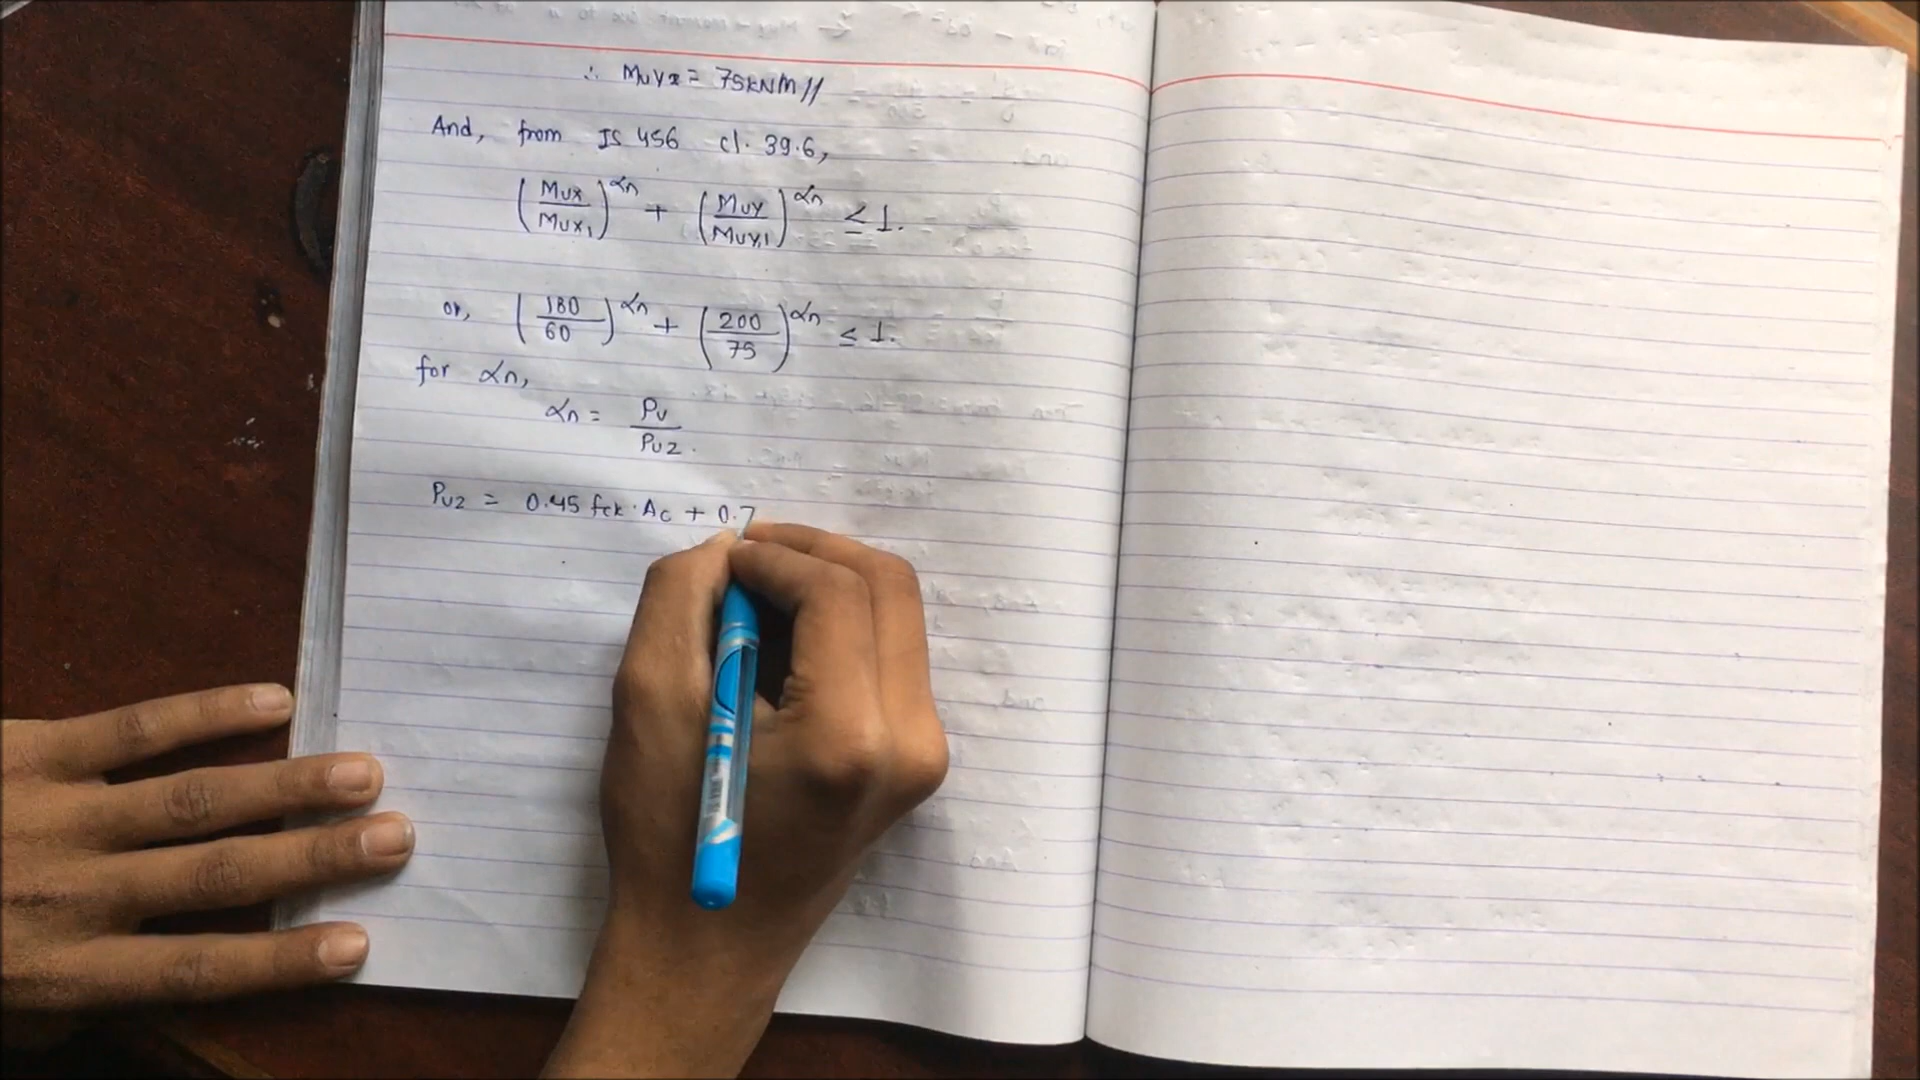 ∴ Muyz = 75kNM//
And, from IS 456 cl. 39.6,
(Mux/Mux1)^αn + (Muy/Muy1)^αn ≤ 1.
or, (180/60)^αn + (200/75)^αn ≤ 1.
for αn,
αn = Pu/Puz.
Puz = 0.45 fck·Ac + 0.7